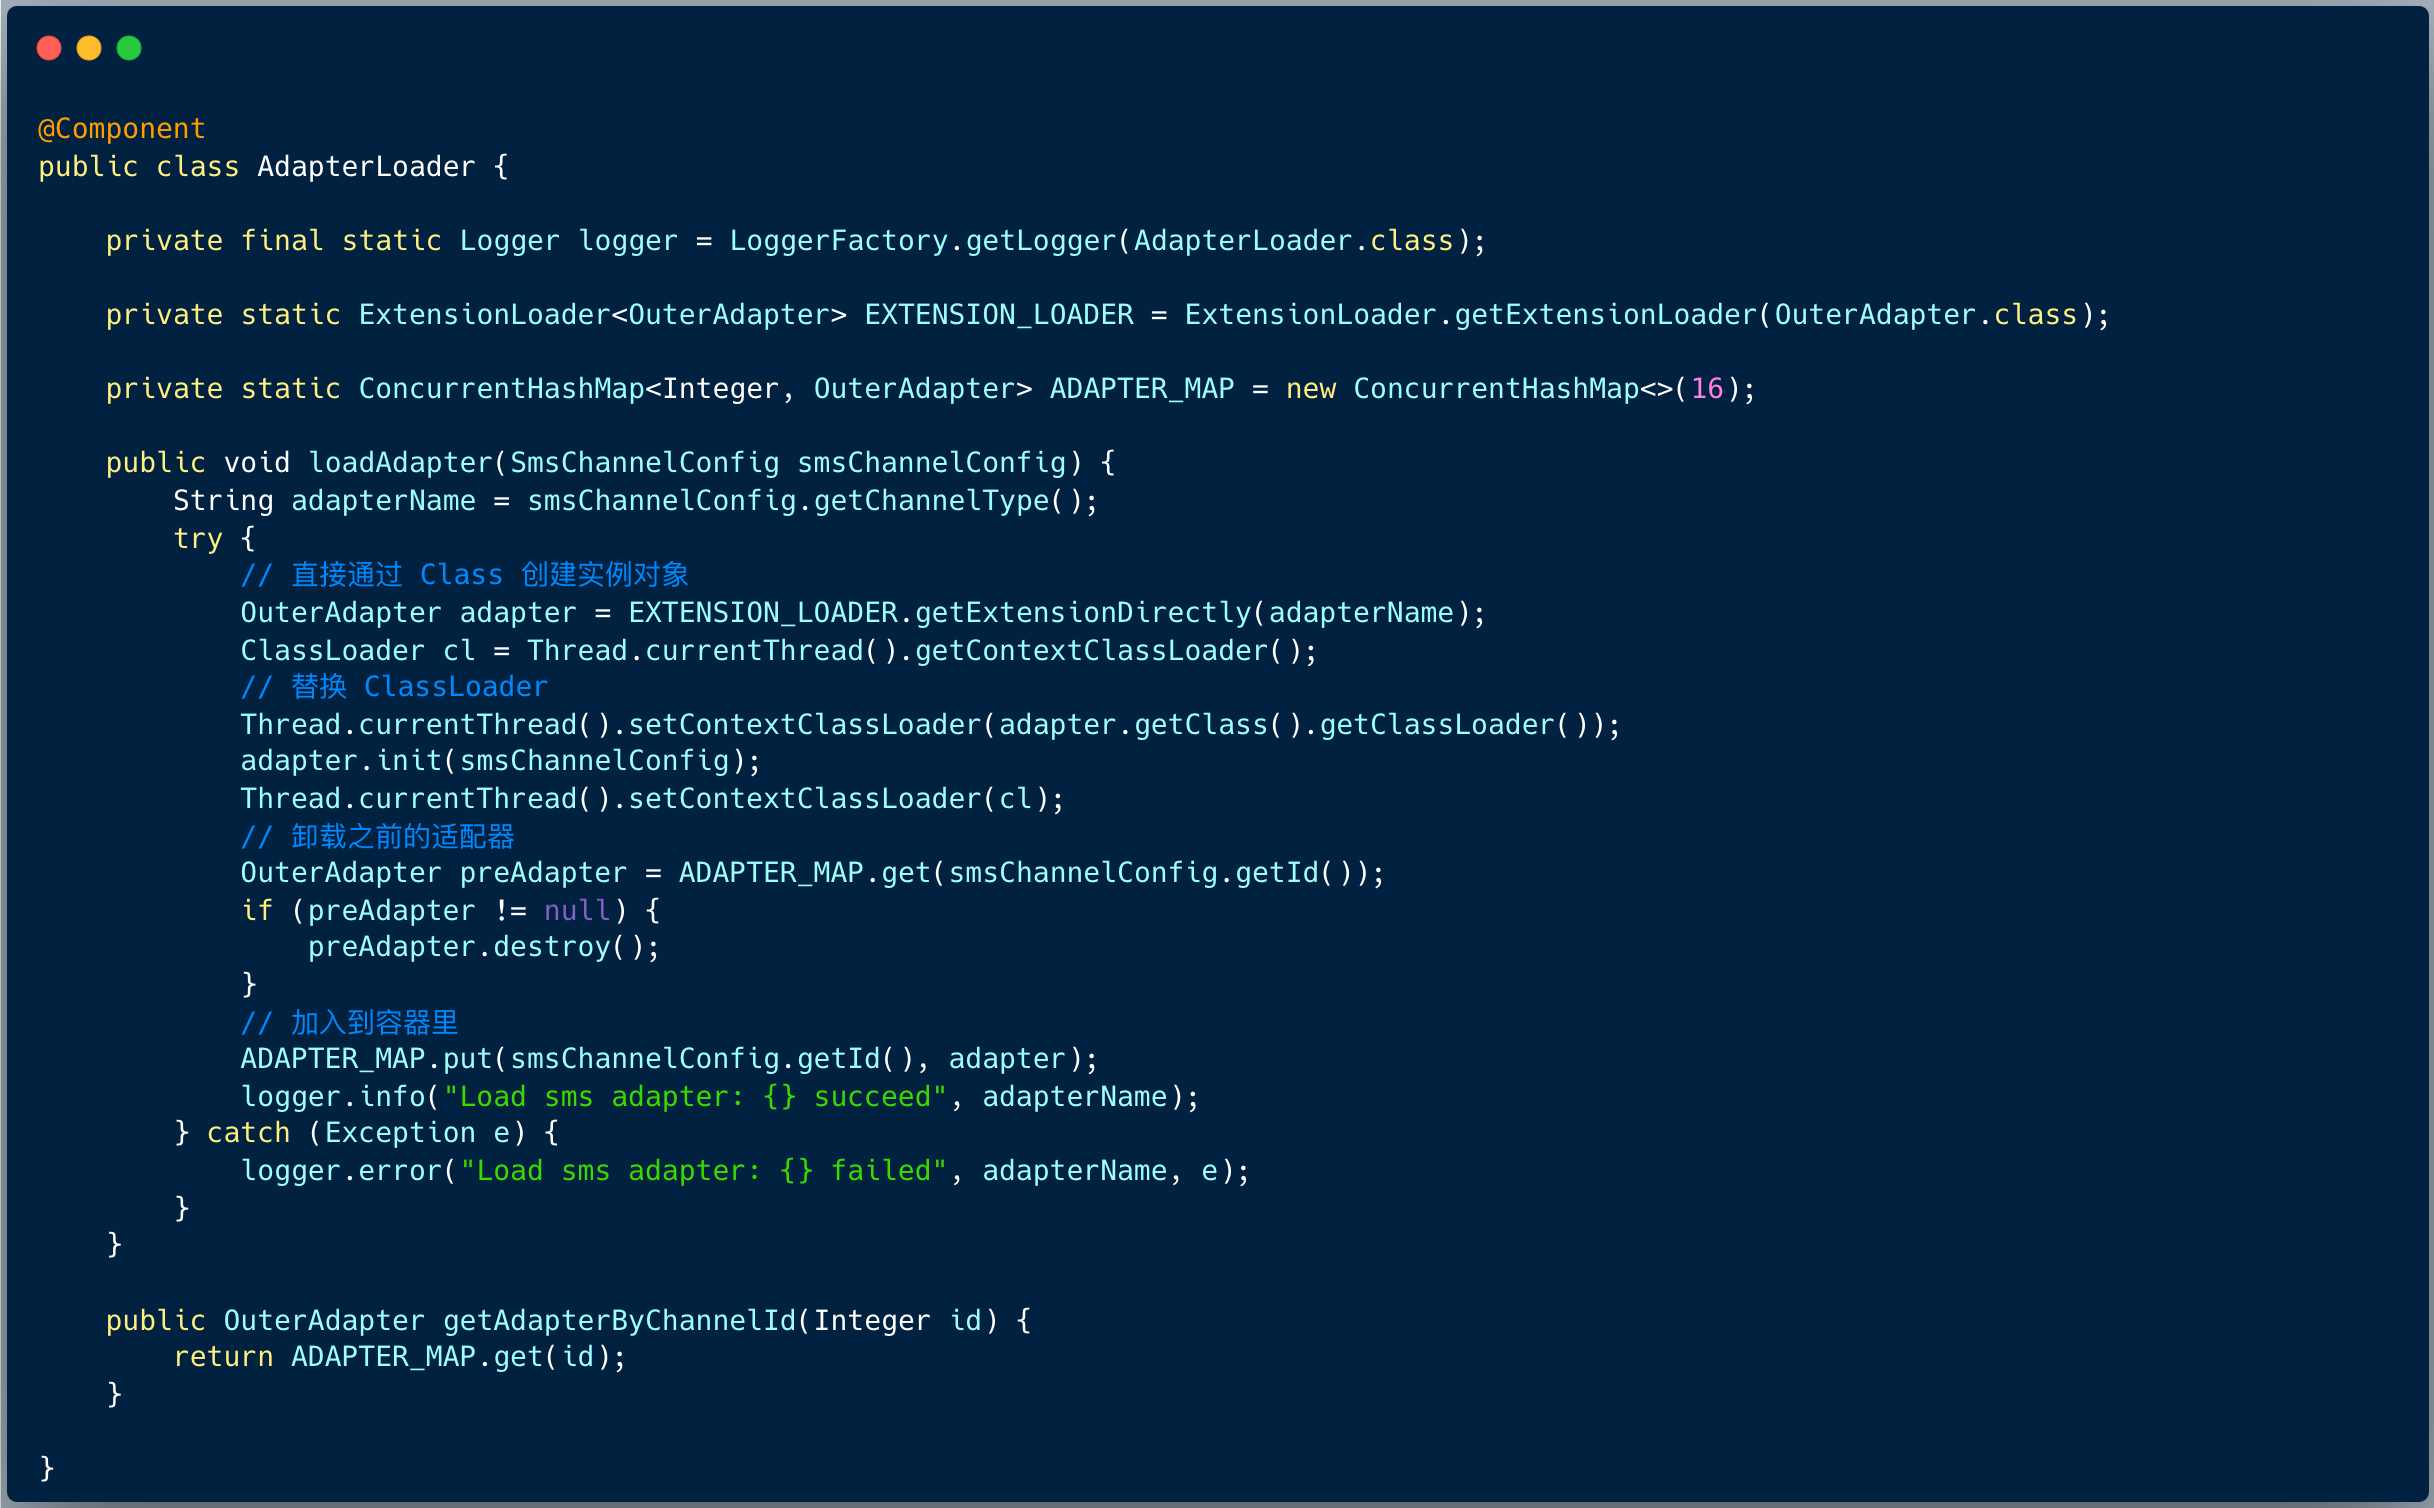 @Component
public class AdapterLoader {
    private final static Logger logger = LoggerFactory.getLogger(AdapterLoader.class);
    private static ExtensionLoader<OuterAdapter> EXTENSION_LOADER = ExtensionLoader.getExtensionLoader(OuterAdapter.class);
    private static ConcurrentHashMap<Integer, OuterAdapter> ADAPTER_MAP = new ConcurrentHashMap<>(16);
    public void loadAdapter(SmsChannelConfig smsChannelConfig) {
        String adapterName = smsChannelConfig.getChannelType();
        try {
            // 直接通过 Class 创建实例对象
            OuterAdapter adapter = EXTENSION_LOADER.getExtensionDirectly(adapterName);
            ClassLoader cl = Thread.currentThread().getContextClassLoader();
            // 替换 ClassLoader
            Thread.currentThread().setContextClassLoader(adapter.getClass().getClassLoader());
            adapter.init(smsChannelConfig);
            Thread.currentThread().setContextClassLoader(cl);
            // 卸载之前的适配器
            OuterAdapter preAdapter = ADAPTER_MAP.get(smsChannelConfig.getId());
            if (preAdapter != null) {
                preAdapter.destroy();
            }
            // 加入到容器里
            ADAPTER_MAP.put(smsChannelConfig.getId(), adapter);
            logger.info("Load sms adapter: {} succeed", adapterName);
        } catch (Exception e) {
            logger.error("Load sms adapter: {} failed", adapterName, e);
        }
    }
    public OuterAdapter getAdapterByChannelId(Integer id) {
        return ADAPTER_MAP.get(id);
    }
}